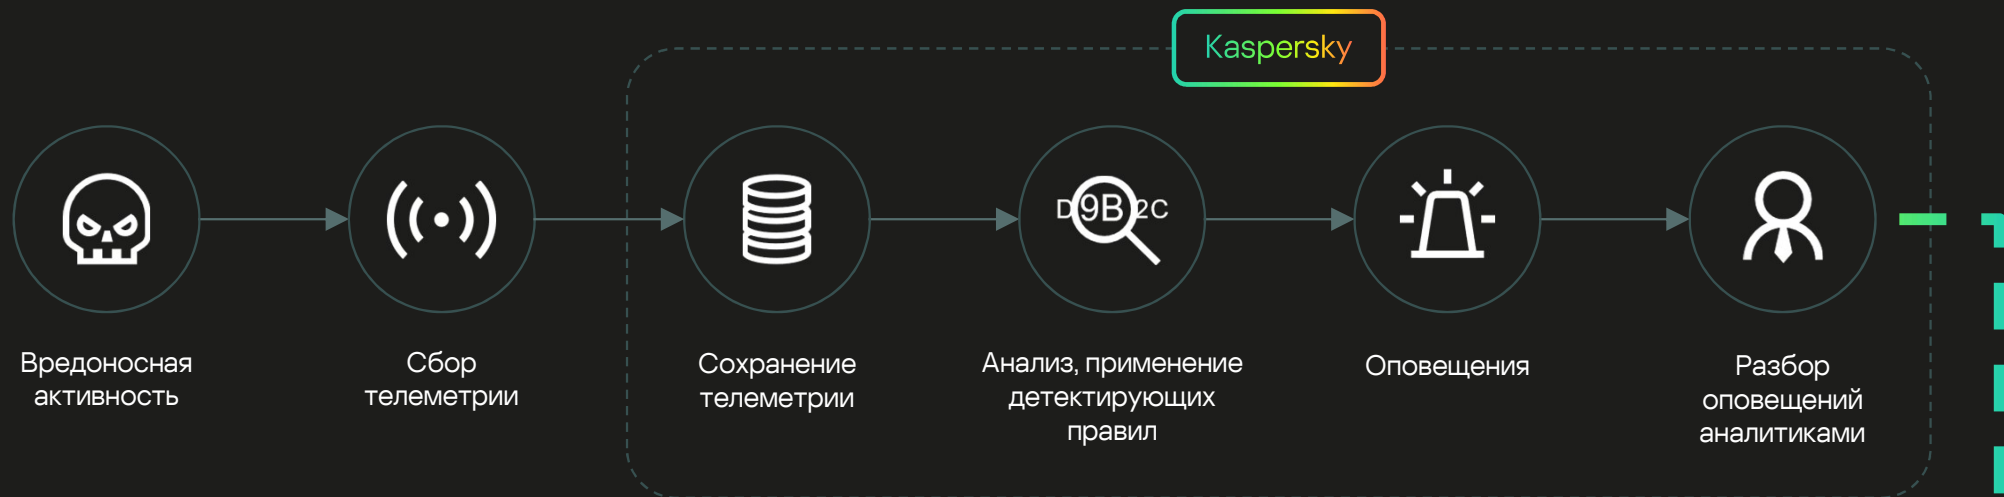 Kaspersky
D9B2C
Вредоносная
активность
Сбор
телеметрии
Сохранение
телеметрии
Анализ, применение
детектирующих
правил
Оповещения
Разбор
оповещений
аналитиками